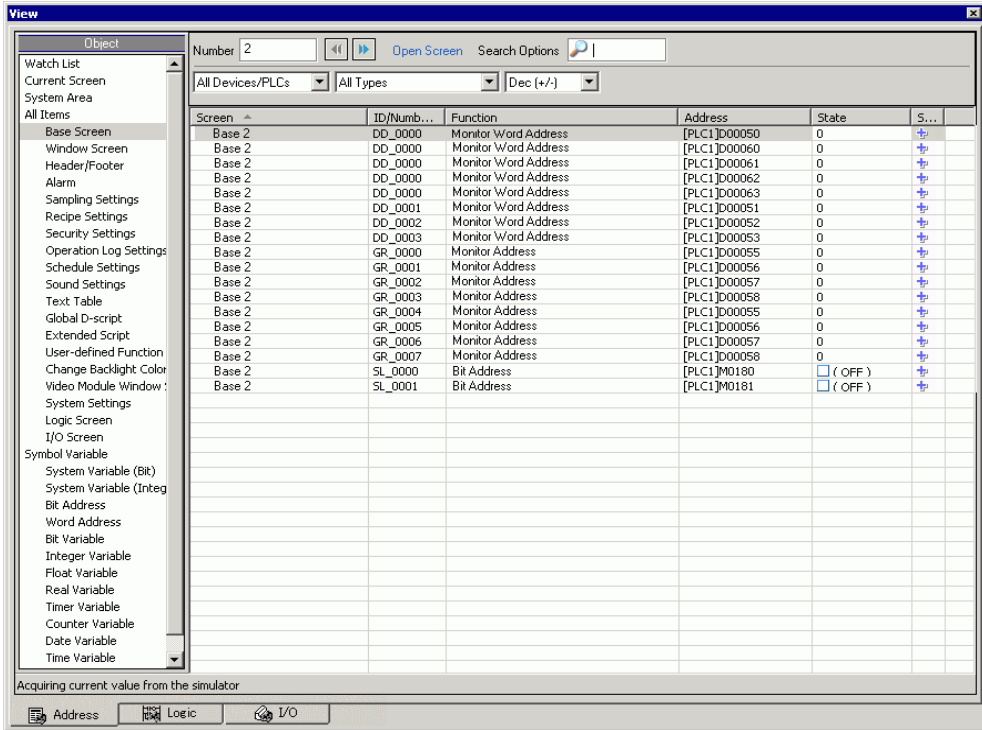 View
Object
Watch List
Current Screen
System Area
All Items
Base Screen
Window Screen
Header/Footer
Alarm
Sampling Settings
Recipe Settings
Security Settings
Operation Log Settings
Schedule Settings
Sound Settings
Text Table
Global D-script
Extended Script
User-defined Function
Change Backlight Color
Video Module Window
System Settings
Logic Screen
I/O Screen
Symbol Variable
System Variable (Bit)
System Variable (Integ
Bit Address
Word Address
Bit Variable
Integer Variable
Float Variable
Real Variable
Timer Variable
Counter Variable
Date Variable
Time Variable
Number 2 Open Screen Search Options
All Devices/PLCs All Types Dec (+/-)
Screen ID/Numb... Function Address State S...
Base 2 DD_0000 Monitor Word Address [PLC1]D00050 0
Base 2 DD_0000 Monitor Word Address [PLC1]D00060 0
Base 2 DD_0000 Monitor Word Address [PLC1]D00061 0
Base 2 DD_0000 Monitor Word Address [PLC1]D00062 0
Base 2 DD_0000 Monitor Word Address [PLC1]D00063 0
Base 2 DD_0001 Monitor Word Address [PLC1]D00051 0
Base 2 DD_0002 Monitor Word Address [PLC1]D00052 0
Base 2 DD_0003 Monitor Word Address [PLC1]D00053 0
Base 2 GR_0000 Monitor Address [PLC1]D00055 0
Base 2 GR_0001 Monitor Address [PLC1]D00056 0
Base 2 GR_0002 Monitor Address [PLC1]D00057 0
Base 2 GR_0003 Monitor Address [PLC1]D00058 0
Base 2 GR_0004 Monitor Address [PLC1]D00055 0
Base 2 GR_0005 Monitor Address [PLC1]D00056 0
Base 2 GR_0006 Monitor Address [PLC1]D00057 0
Base 2 GR_0007 Monitor Address [PLC1]D00058 0
Base 2 SL_0000 Bit Address [PLC1]M0180 ( OFF )
Base 2 SL_0001 Bit Address [PLC1]M0181 ( OFF )
Acquiring current value from the simulator
Address Logic I/O